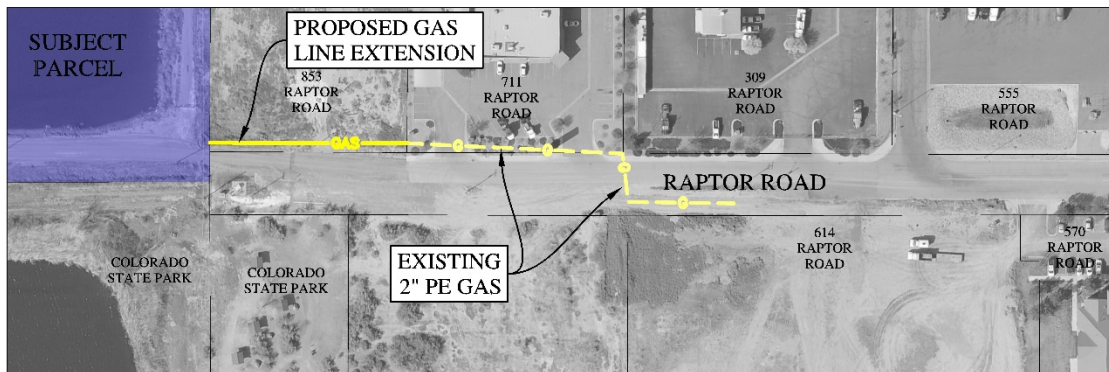 SUBJECT
PARCEL
PROPOSED GAS
LINE EXTENSION
853
RAPTOR
ROAD
711
RAPTOR
ROAD
309
RAPTOR
ROAD
555
RAPTOR
ROAD
GAS
G
G
G
G
RAPTOR ROAD
COLORADO
STATE PARK
COLORADO
STATE PARK
EXISTING
2" PE GAS
614
RAPTOR
ROAD
570
RAPTOR
ROAD